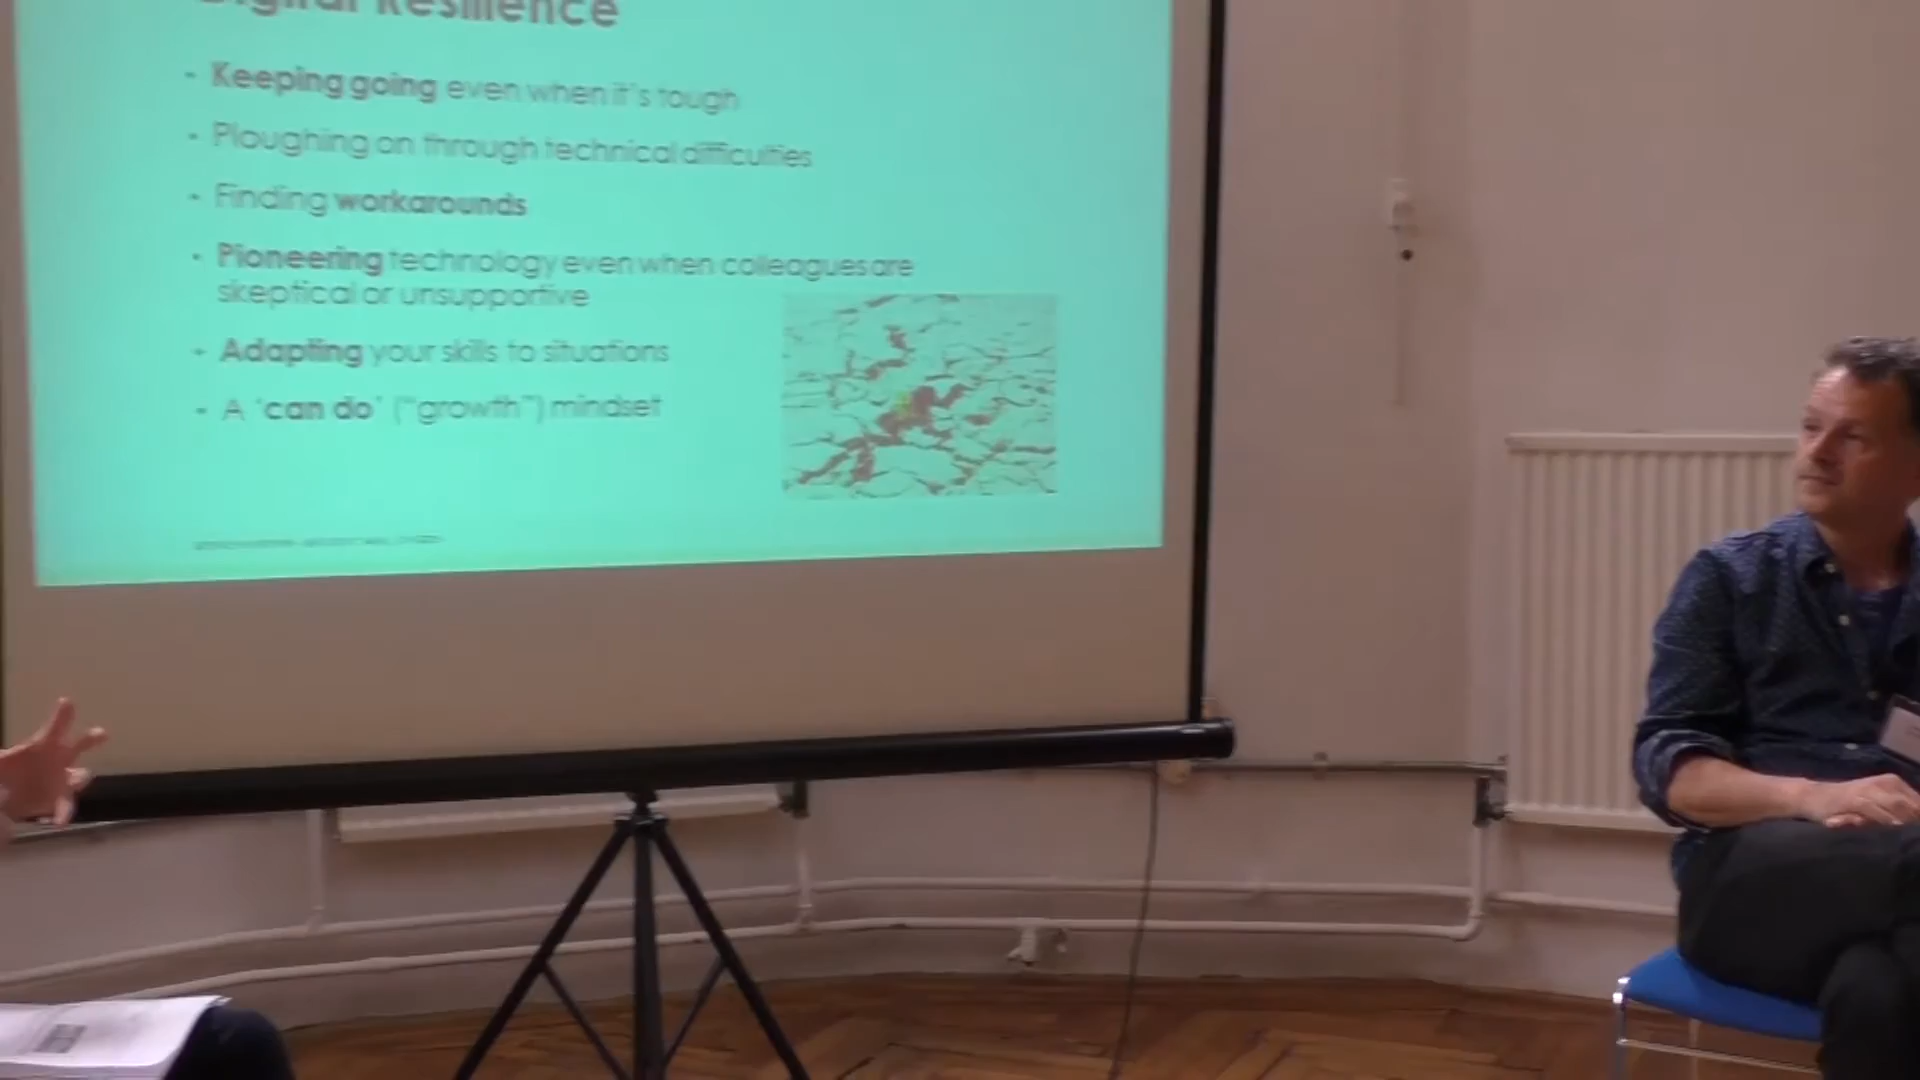 Digital Resilience
- Keeping going even when it's tough
- Ploughing on through technical difficulties
- Finding workarounds
- Pioneering technology even when colleagues are
skeptical or unsupportive
- Adapting your skills to situations
- A 'can do' ("growth") mindset